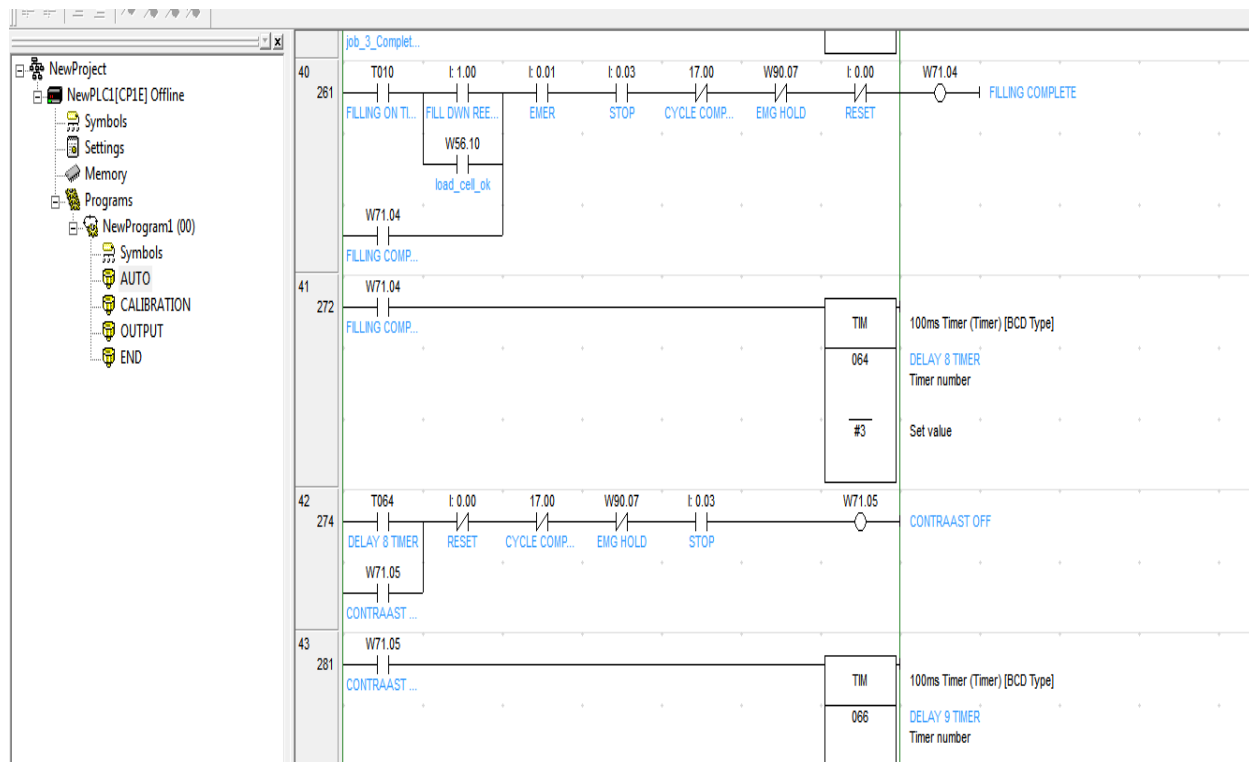 NewProject
NewPLC1[CP1E] Offline
Symbols
Settings
Memory
Programs
NewProgram1 (00)
Symbols
AUTO
CALIBRATION
OUTPUT
END
job_3_Complet...
40
261
T010 I: 1.00 I: 0.01 I: 0.03 17.00 W90.07 I: 0.00 W71.04
FILLING ON TI... FILL DWN REE... EMER STOP CYCLE COMP... EMG HOLD RESET FILLING COMPLETE
W56.10
load_cell_ok
W71.04
FILLING COMP...
41
272
W71.04
FILLING COMP...
TIM 100ms Timer (Timer) [BCD Type]
064 DELAY 8 TIMER
Timer number
#3 Set value
42
274
T064 I: 0.00 17.00 W90.07 I: 0.03 W71.05
DELAY 8 TIMER RESET CYCLE COMP... EMG HOLD STOP CONTRAAST OFF
W71.05
CONTRAAST ...
43
281
W71.05
CONTRAAST ...
TIM 100ms Timer (Timer) [BCD Type]
066 DELAY 9 TIMER
Timer number